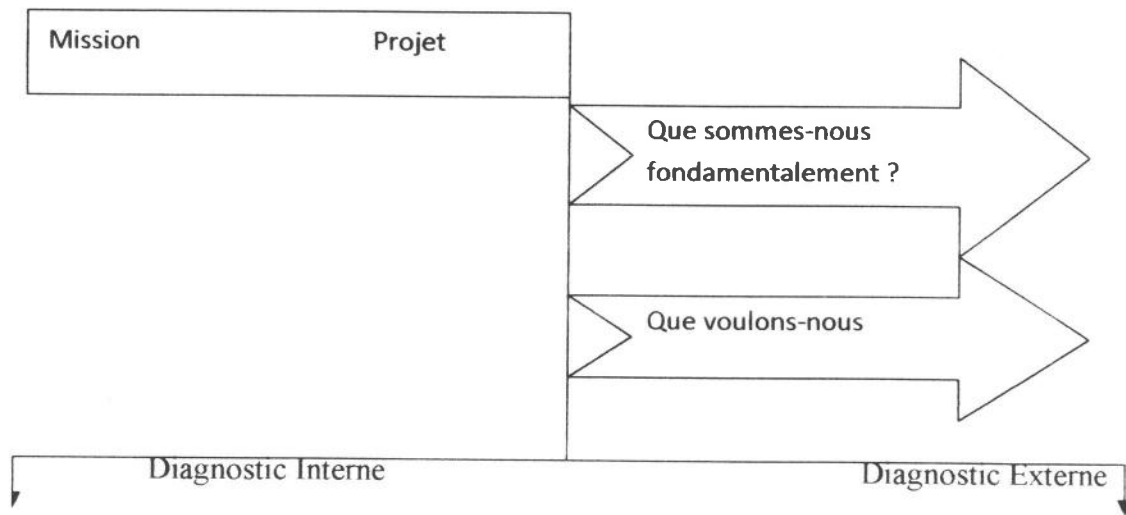 Mission Projet
Que sommes-nous
fondamentalement ?
Que voulons-nous
Diagnostic Interne Diagnostic Externe